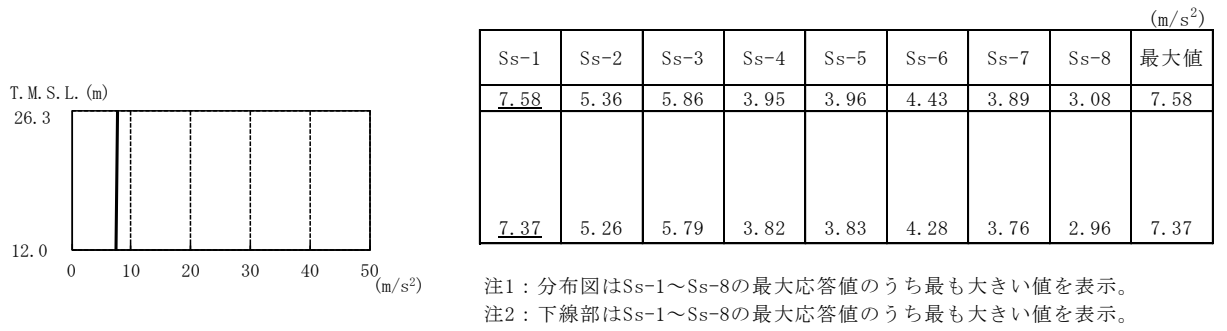 (m/s²)
Ss-1 Ss-2 Ss-3 Ss-4 Ss-5 Ss-6 Ss-7 Ss-8 最大値
7.58 5.36 5.86 3.95 3.96 4.43 3.89 3.08 7.58
7.37 5.26 5.79 3.82 3.83 4.28 3.76 2.96 7.37
T.M.S.L.(m)
26.3
12.0
0 10 20 30 40 50
(m/s²)
注1：分布図はSs-1～Ss-8の最大応答値のうち最も大きい値を表示。
注2：下線部はSs-1～Ss-8の最大応答値のうち最も大きい値を表示。